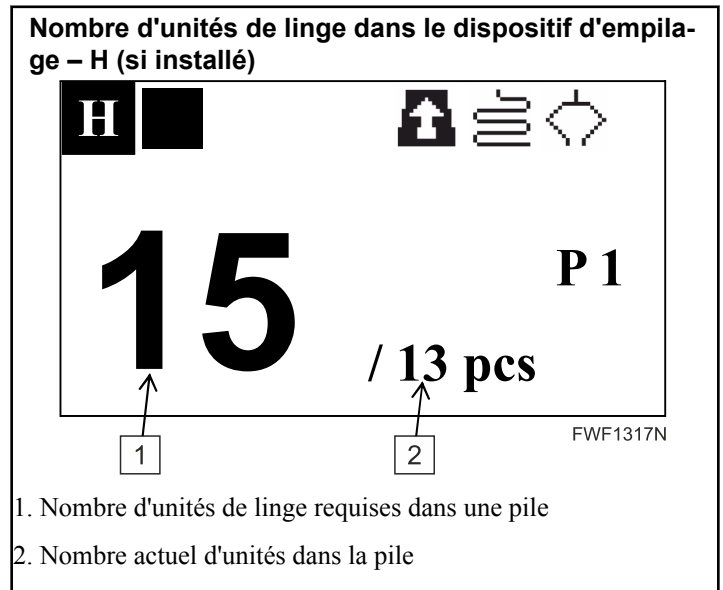 Nombre d'unités de linge dans le dispositif d'empila-
ge – H (si installé)
H
15
P 1
/ 13 pcs
1
2
FWF1317N
1. Nombre d'unités de linge requises dans une pile
2. Nombre actuel d'unités dans la pile